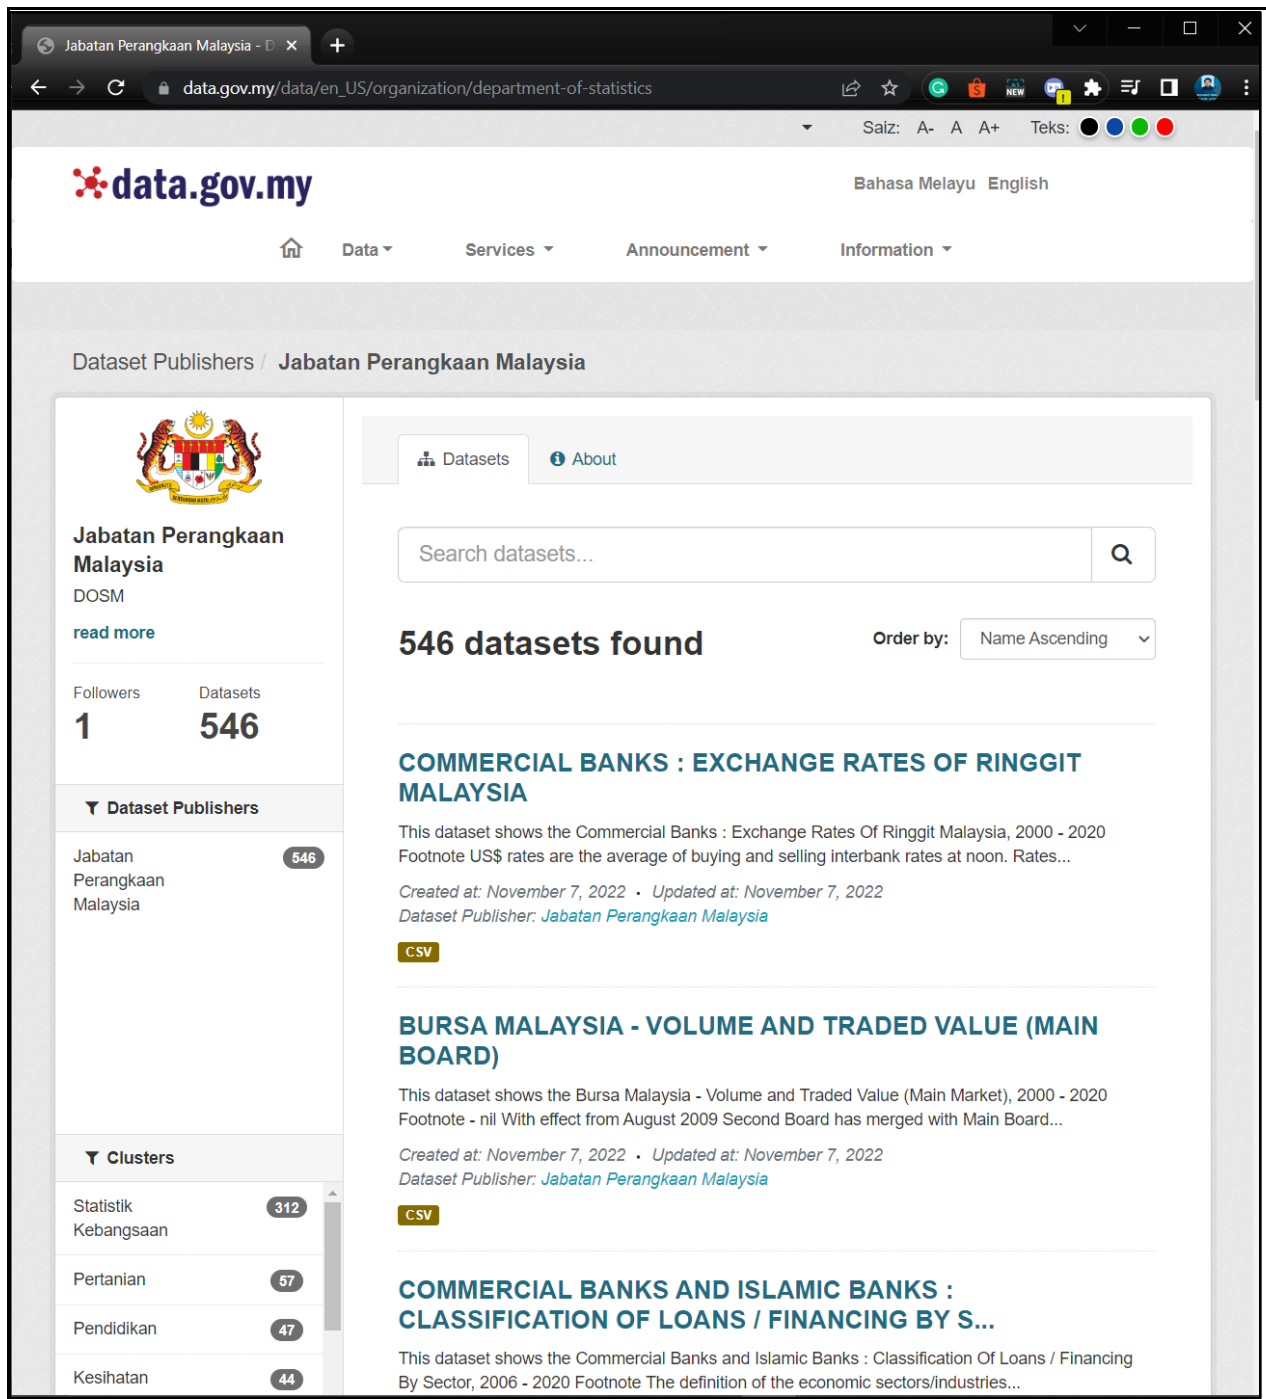 Jabatan Perangkaan Malaysia - D
data.gov.my/data/en_US/organization/department-of-statistics
NEW
Saiz: A- A A+ Teks:
data.gov.my
Bahasa Melayu English
Data
Services
Announcement
Information
Dataset Publishers / Jabatan Perangkaan Malaysia
Jabatan Perangkaan
Malaysia
DOSM
read more
Followers Datasets
1 546
Dataset Publishers
Jabatan
Perangkaan
Malaysia
546
Clusters
Statistik
Kebangsaan
312
Pertanian 57
Pendidikan 47
Kesihatan 44
Datasets
About
Search datasets...
546 datasets found
Order by: Name Ascending
COMMERCIAL BANKS : EXCHANGE RATES OF RINGGIT
MALAYSIA
This dataset shows the Commercial Banks : Exchange Rates Of Ringgit Malaysia, 2000 - 2020
Footnote US$ rates are the average of buying and selling interbank rates at noon. Rates...
Created at: November 7, 2022 • Updated at: November 7, 2022
Dataset Publisher: Jabatan Perangkaan Malaysia
CSV
BURSA MALAYSIA - VOLUME AND TRADED VALUE (MAIN
BOARD)
This dataset shows the Bursa Malaysia - Volume and Traded Value (Main Market), 2000 - 2020
Footnote - nil With effect from August 2009 Second Board has merged with Main Board...
Created at: November 7, 2022 • Updated at: November 7, 2022
Dataset Publisher: Jabatan Perangkaan Malaysia
CSV
COMMERCIAL BANKS AND ISLAMIC BANKS :
CLASSIFICATION OF LOANS / FINANCING BY S...
This dataset shows the Commercial Banks and Islamic Banks : Classification Of Loans / Financing
By Sector, 2006 - 2020 Footnote The definition of the economic sectors/industries...